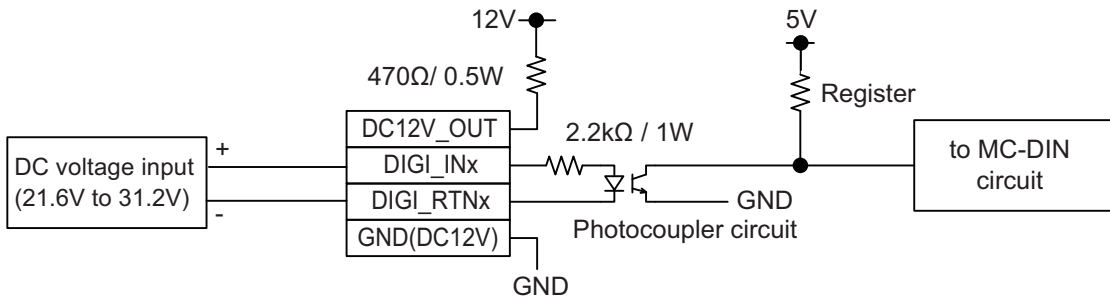 12V
5V
470Ω/ 0.5W
Register
DC12V_OUT
2.2kΩ / 1W
DC voltage input
(21.6V to 31.2V)
+
-
DIGI_INx
DIGI_RTNx
GND(DC12V)
GND
Photocoupler circuit
to MC-DIN
circuit
GND